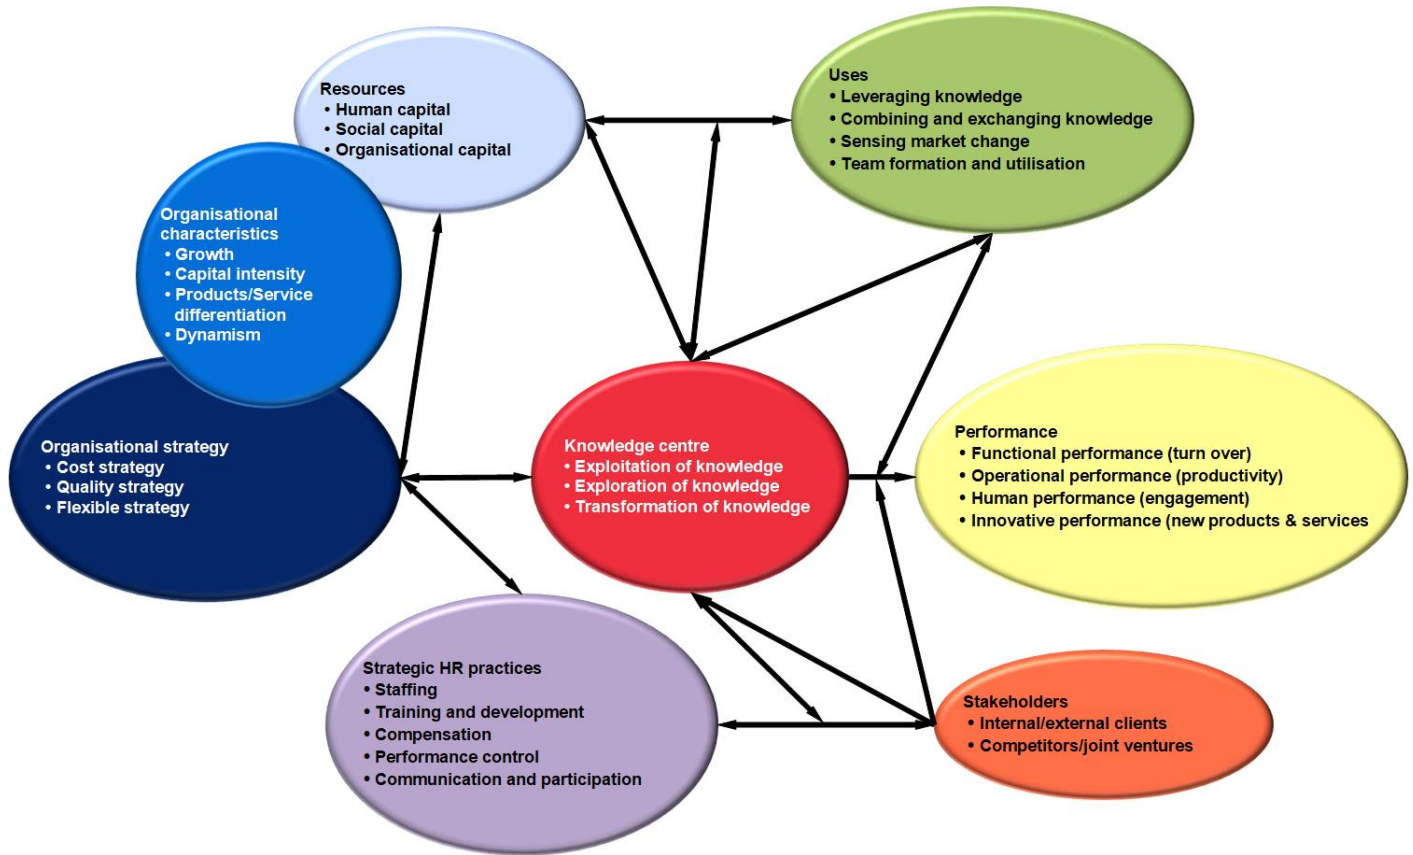 Resources
• Human capital
• Social capital
• Organisational capital
Uses
• Leveraging knowledge
• Combining and exchanging knowledge
• Sensing market change
• Team formation and utilisation
Organisational
characteristics
• Growth
• Capital intensity
• Products/Service
differentiation
• Dynamism
Organisational strategy
• Cost strategy
• Quality strategy
• Flexible strategy
Knowledge centre
• Exploitation of knowledge
• Exploration of knowledge
• Transformation of knowledge
Performance
• Functional performance (turn over)
• Operational performance (productivity)
• Human performance (engagement)
• Innovative performance (new products & services
Strategic HR practices
• Staffing
• Training and development
• Compensation
• Performance control
• Communication and participation
Stakeholders
• Internal/external clients
• Competitors/joint ventures